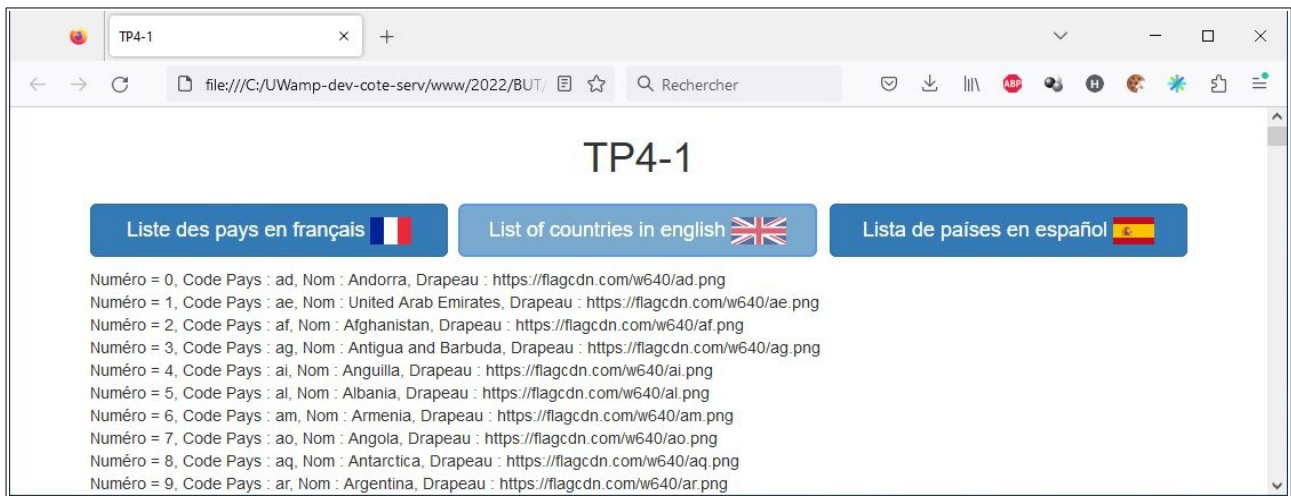 TP4-1
file:///C:/UWamp-dev-cote-serv/www/2022/BUT/
Rechercher
ABP
H
TP4-1
Liste des pays en français
List of countries in english
Lista de países en español
Numéro = 0, Code Pays : ad, Nom : Andorra, Drapeau : https://flagcdn.com/w640/ad.png
Numéro = 1, Code Pays : ae, Nom : United Arab Emirates, Drapeau : https://flagcdn.com/w640/ae.png
Numéro = 2, Code Pays : af, Nom : Afghanistan, Drapeau : https://flagcdn.com/w640/af.png
Numéro = 3, Code Pays : ag, Nom : Antigua and Barbuda, Drapeau : https://flagcdn.com/w640/ag.png
Numéro = 4, Code Pays : ai, Nom : Anguilla, Drapeau : https://flagcdn.com/w640/ai.png
Numéro = 5, Code Pays : al, Nom : Albania, Drapeau : https://flagcdn.com/w640/al.png
Numéro = 6, Code Pays : am, Nom : Armenia, Drapeau : https://flagcdn.com/w640/am.png
Numéro = 7, Code Pays : ao, Nom : Angola, Drapeau : https://flagcdn.com/w640/ao.png
Numéro = 8, Code Pays : aq, Nom : Antarctica, Drapeau : https://flagcdn.com/w640/aq.png
Numéro = 9, Code Pays : ar, Nom : Argentina, Drapeau : https://flagcdn.com/w640/ar.png